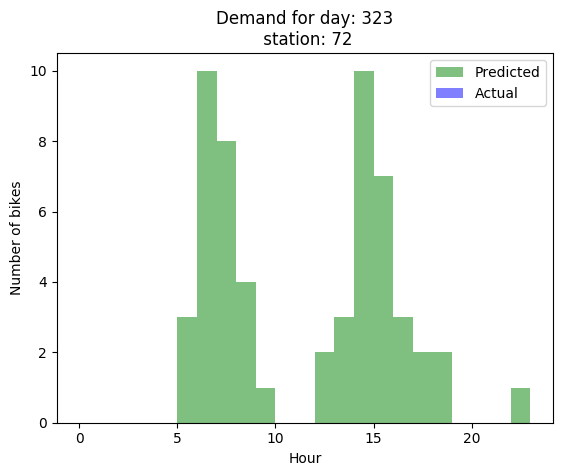 Demand for day: 323
station: 72
Predicted
Actual
Number of bikes
10
8
6
4
2
0
0
5
10
15
20
Hour